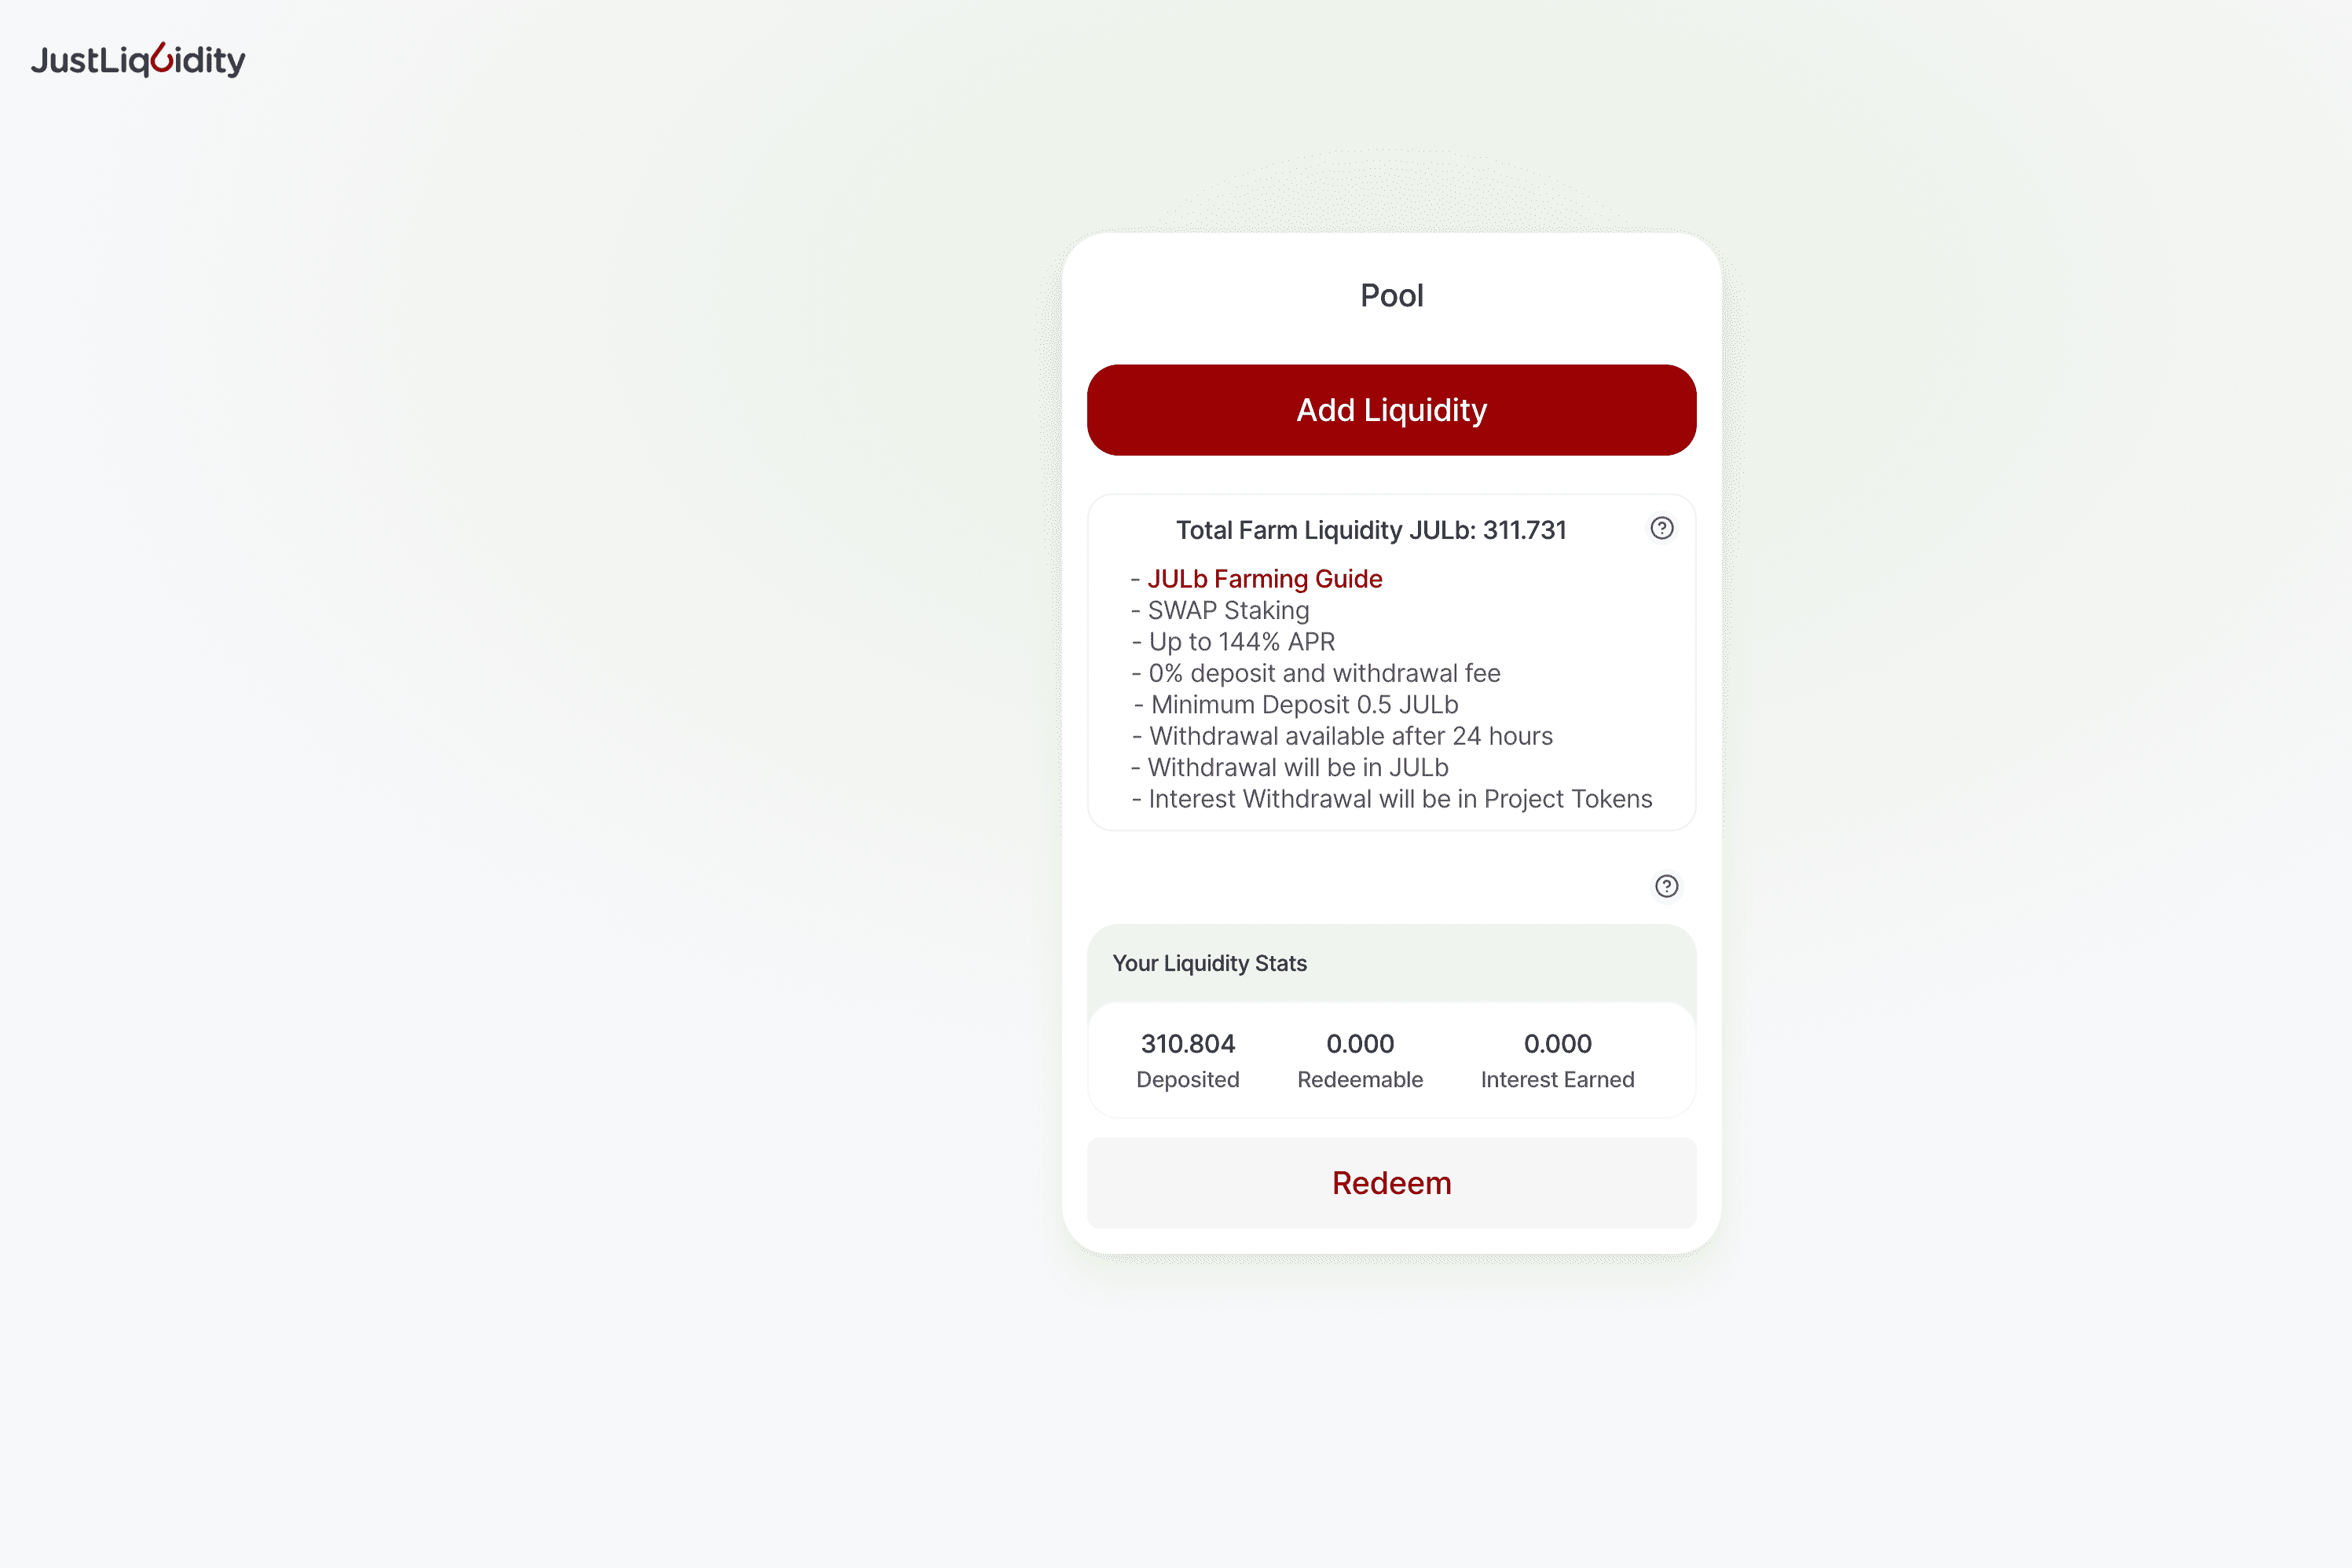 JustLiquidity
Pool
Add Liquidity
Total Farm Liquidity JULb: 311.731
- JULb Farming Guide
- SWAP Staking
- Up to 144% APR
- 0% deposit and withdrawal fee
- Minimum Deposit 0.5 JULb
- Withdrawal available after 24 hours
- Withdrawal will be in JULb
- Interest Withdrawal will be in Project Tokens
Your Liquidity Stats
310.804 0.000 0.000
Deposited Redeemable Interest Earned
Redeem